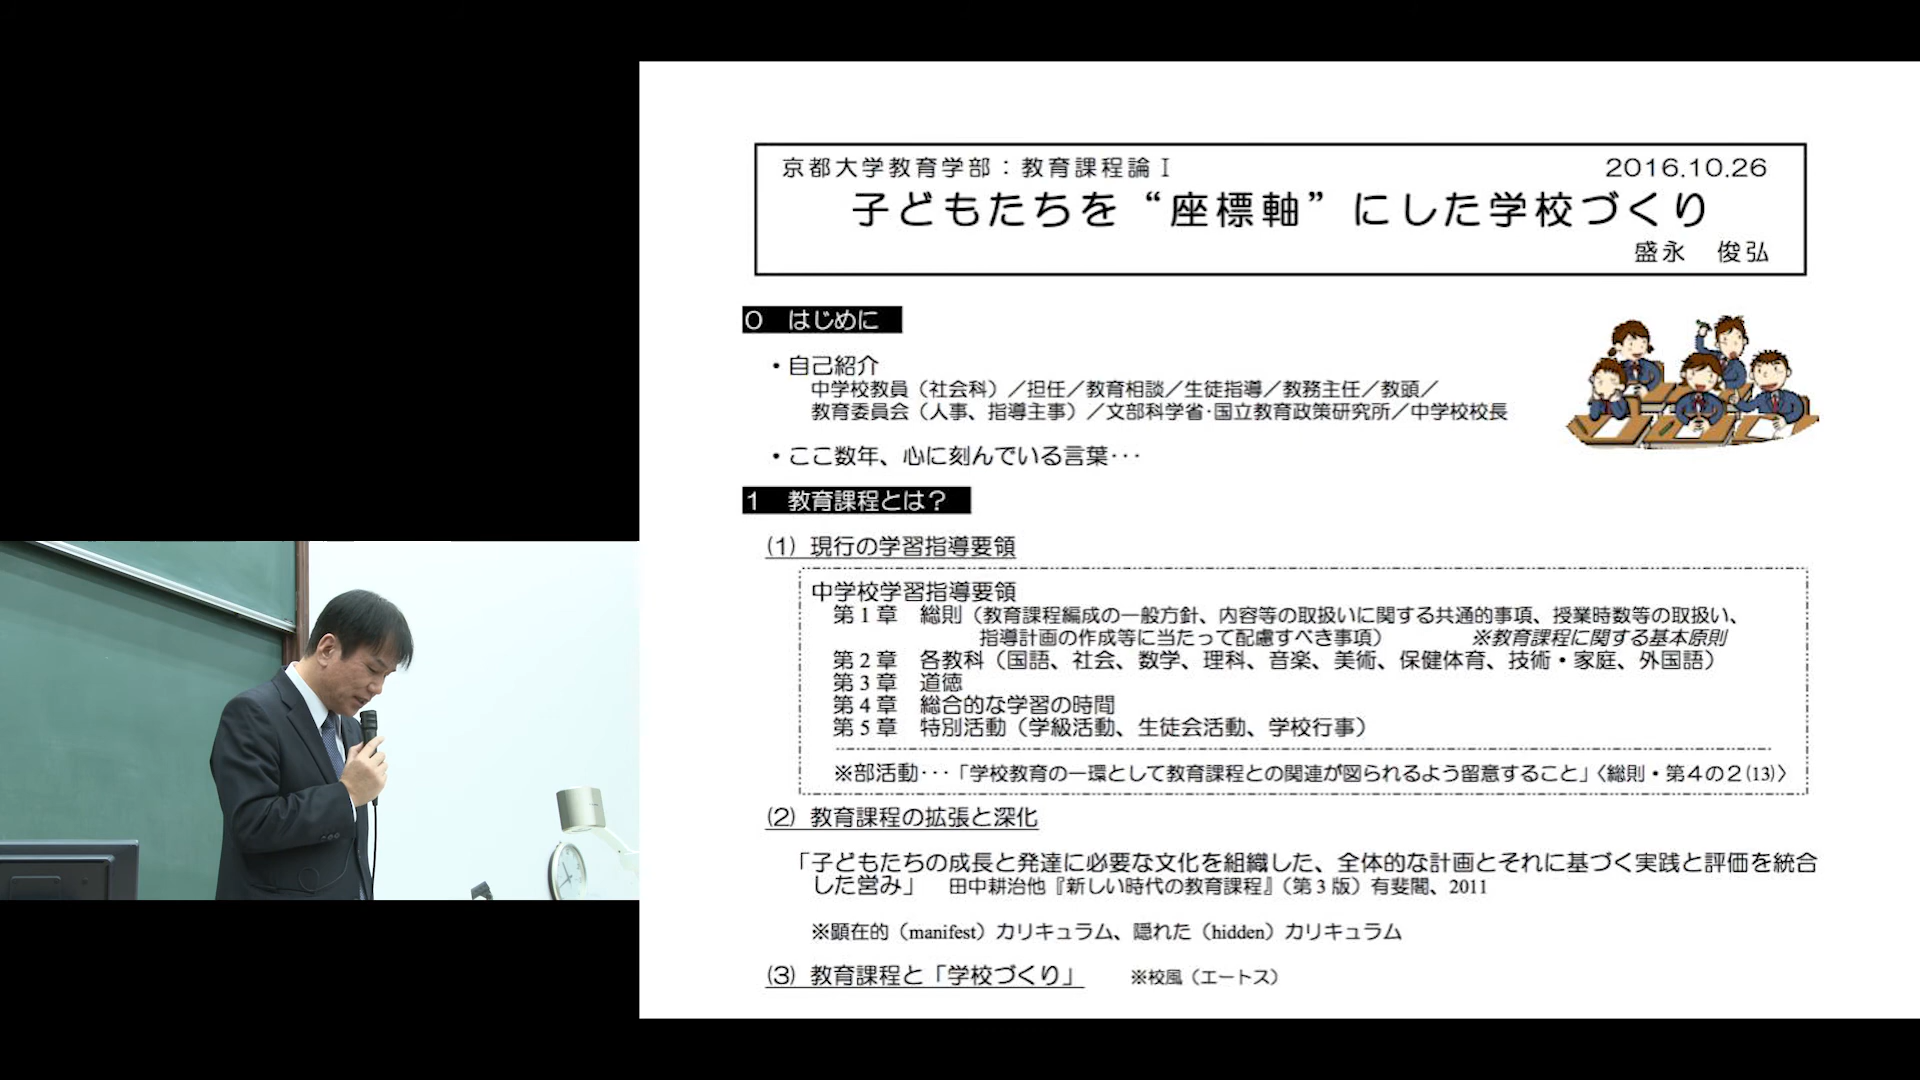 京都大学教育学部：教育課程論Ⅰ 2016.10.26
子どもたちを“座標軸”にした学校づくり
盛永 俊弘
0 はじめに
・自己紹介
中学校教員（社会科）／担任／教育相談／生徒指導／教務主任／教頭／
教育委員会（人事、指導主事）／文部科学省・国立教育政策研究所／中学校校長
・ここ数年、心に刻んでいる言葉･･･
1 教育課程とは？
(1) 現行の学習指導要領
中学校学習指導要領
第１章 総則（教育課程編成の一般方針、内容等の取扱いに関する共通的事項、授業時数等の取扱い、
指導計画の作成等に当たって配慮すべき事項） ※教育課程に関する基本原則
第２章 各教科（国語、社会、数学、理科、音楽、美術、保健体育、技術・家庭、外国語）
第３章 道徳
第４章 総合的な学習の時間
第５章 特別活動（学級活動、生徒会活動、学校行事）
※部活動･･･「学校教育の一環として教育課程との関連が図られるよう留意すること」〈総則・第４の２(13)〉
(2) 教育課程の拡張と深化
「子どもたちの成長と発達に必要な文化を組織した、全体的な計画とそれに基づく実践と評価を統合
した営み」 田中耕治他『新しい時代の教育課程』（第３版）有斐閣、2011
※顕在的（manifest）カリキュラム、隠れた（hidden）カリキュラム
(3) 教育課程と「学校づくり」 ※校風（エートス）